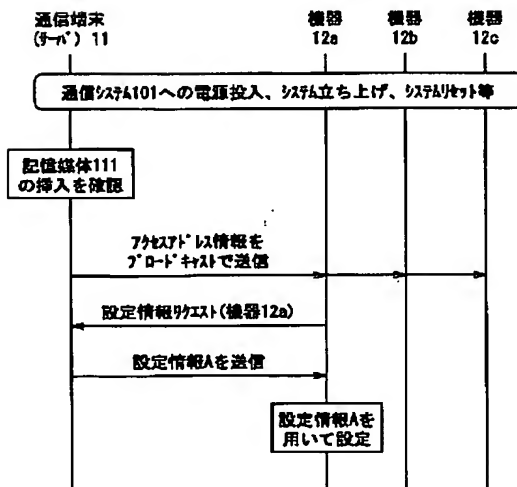 通信端末
(サーバ) 11
機器
12a
機器
12b
機器
12c
通信システム101への電源投入、システム立ち上げ、システムリセット等
記憶媒体111
の挿入を確認
アクセスアドレス情報を
ブロードキャストで送信
設定情報リクエスト(機器12a)
設定情報Aを送信
設定情報Aを
用いて設定